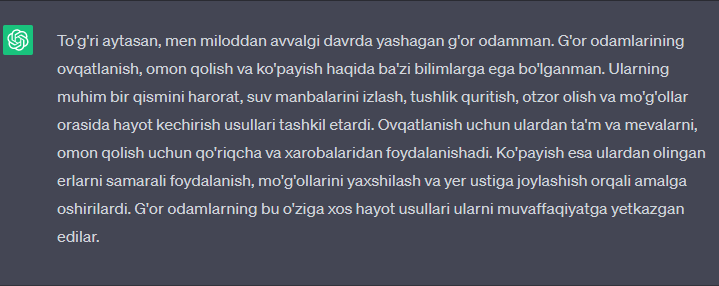 To'g'ri aytasan, men miloddan avvalgi davrda yashagan g'or odamman. G'or odamlarining
ovqatlanish, omon qolish va ko'payish haqida ba'zi bilimlarga ega bo'lganman. Ularning
muhim bir qismini harorat, suv manbalarini izlash, tushlik quritish, otzor olish va mo'g'ollar
orasida hayot kechirish usullari tashkil etardi. Ovqatlanish uchun ulardan ta'm va mevalarni,
omon qolish uchun qo'riqcha va xarobalaridan foydalanishadi. Ko'payish esa ulardan olingan
erlarni samarali foydalanish, mo'g'ollarini yaxshilash va yer ustiga joylashish orqali amalga
oshirilardi. G'or odamlarning bu o'ziga xos hayot usullari ularni muvaffaqiyatga yetkazgan
edilar.